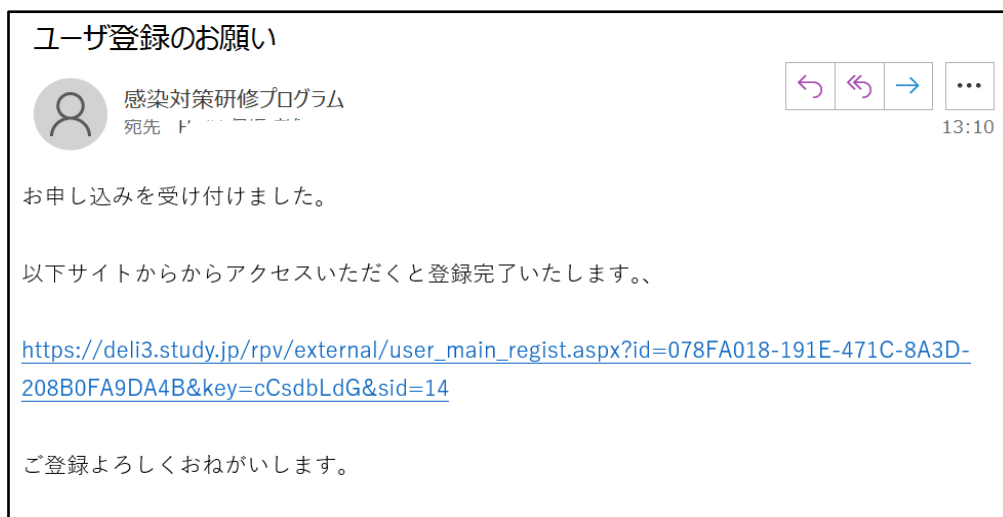 ユーザ登録のお願い
感染対策研修プログラム
宛先
13:10
お申し込みを受け付けました。
以下サイトからからアクセスいただくと登録完了いたします。、
https://deli3.study.jp/rpv/external/user_main_regist.aspx?id=078FA018-191E-471C-8A3D-
208B0FA9DA4B&key=cCsdbLdG&sid=14
ご登録よろしくおねがいします。